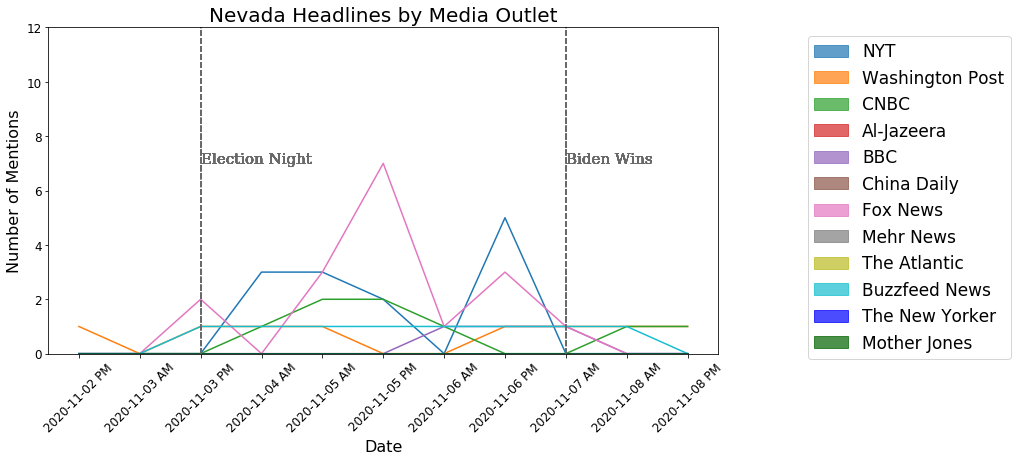 Nevada Headlines by Media Outlet
Number of Mentions
12
10
8
6
4
2
0
Election Night
Biden Wins
2020-11-02 PM
2020-11-03 AM
2020-11-03 PM
2020-11-04 AM
2020-11-05 AM
2020-11-05 PM
2020-11-06 AM
2020-11-06 PM
2020-11-07 AM
2020-11-08 AM
2020-11-08 PM
Date
NYT
Washington Post
CNBC
Al-Jazeera
BBC
China Daily
Fox News
Mehr News
The Atlantic
Buzzfeed News
The New Yorker
Mother Jones